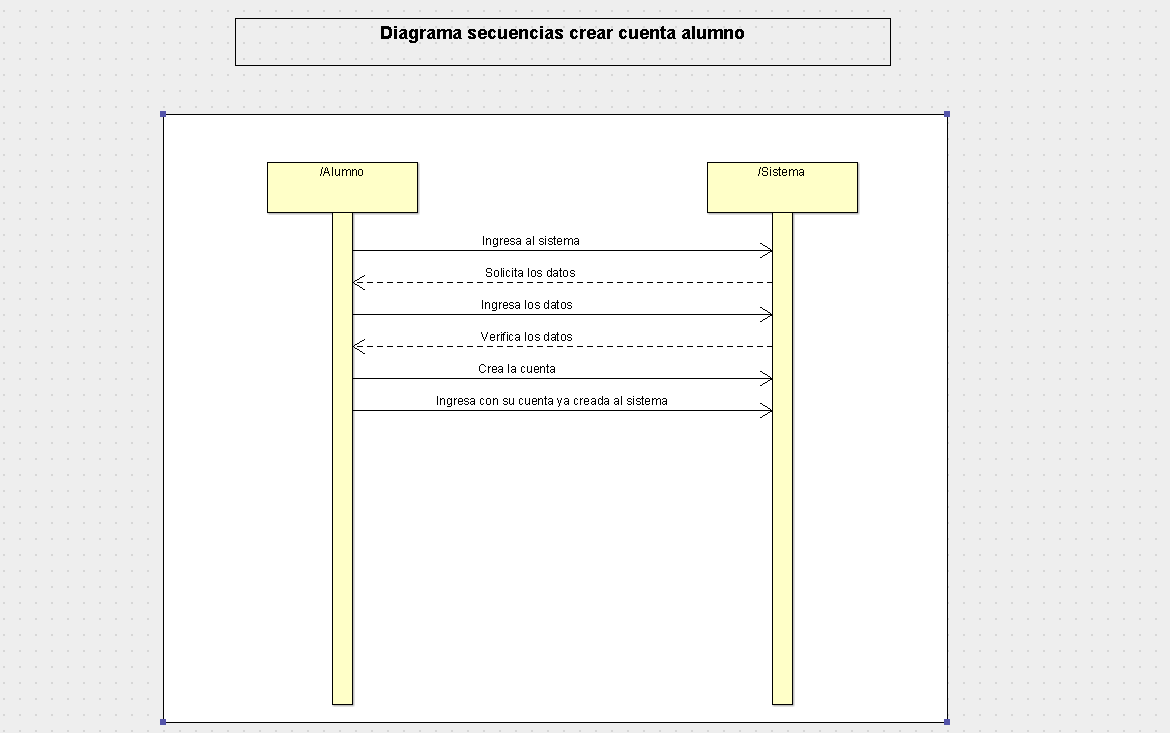 Diagrama secuencias crear cuenta alumno
/Alumno
/Sistema
Ingresa al sistema
Solicita los datos
Ingresa los datos
Verifica los datos
Crea la cuenta
Ingresa con su cuenta ya creada al sistema